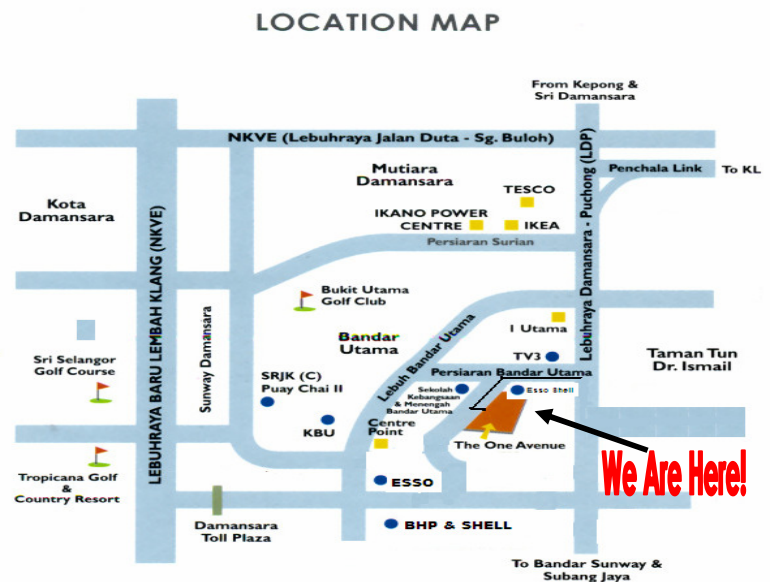 LOCATION MAP
From Kepong &
Sri Damansara
NKVE (Lebuhraya Jalan Duta - Sg. Buloh)
Lebuhraya Damansara - Puchong (LDP)
Penchala Link
To KL
Mutiara
Damansara
TESCO
Kota
Damansara
IKANO POWER
CENTRE
IKEA
Persiaran Surian
LEBUHRAYA BARU LEMBAH KLANG (NKVE)
Sunway Damansara
Bukit Utama
Golf Club
Lebuh Bandar Utama
1 Utama
Bandar
Utama
TV3
Taman Tun
Dr. Ismail
Sri Selangor
Golf Course
Persiaran Bandar Utama
SRJK (C)
Puay Chai II
Sekolah
Kebangsaan
& Menengah
Bandar Utama
Esso Shell
KBU
Centre
Point
The One Avenue
We Are Here!
Tropicana Golf
&
Country Resort
ESSO
Damansara
Toll Plaza
BHP & SHELL
To Bandar Sunway &
Subang Jaya